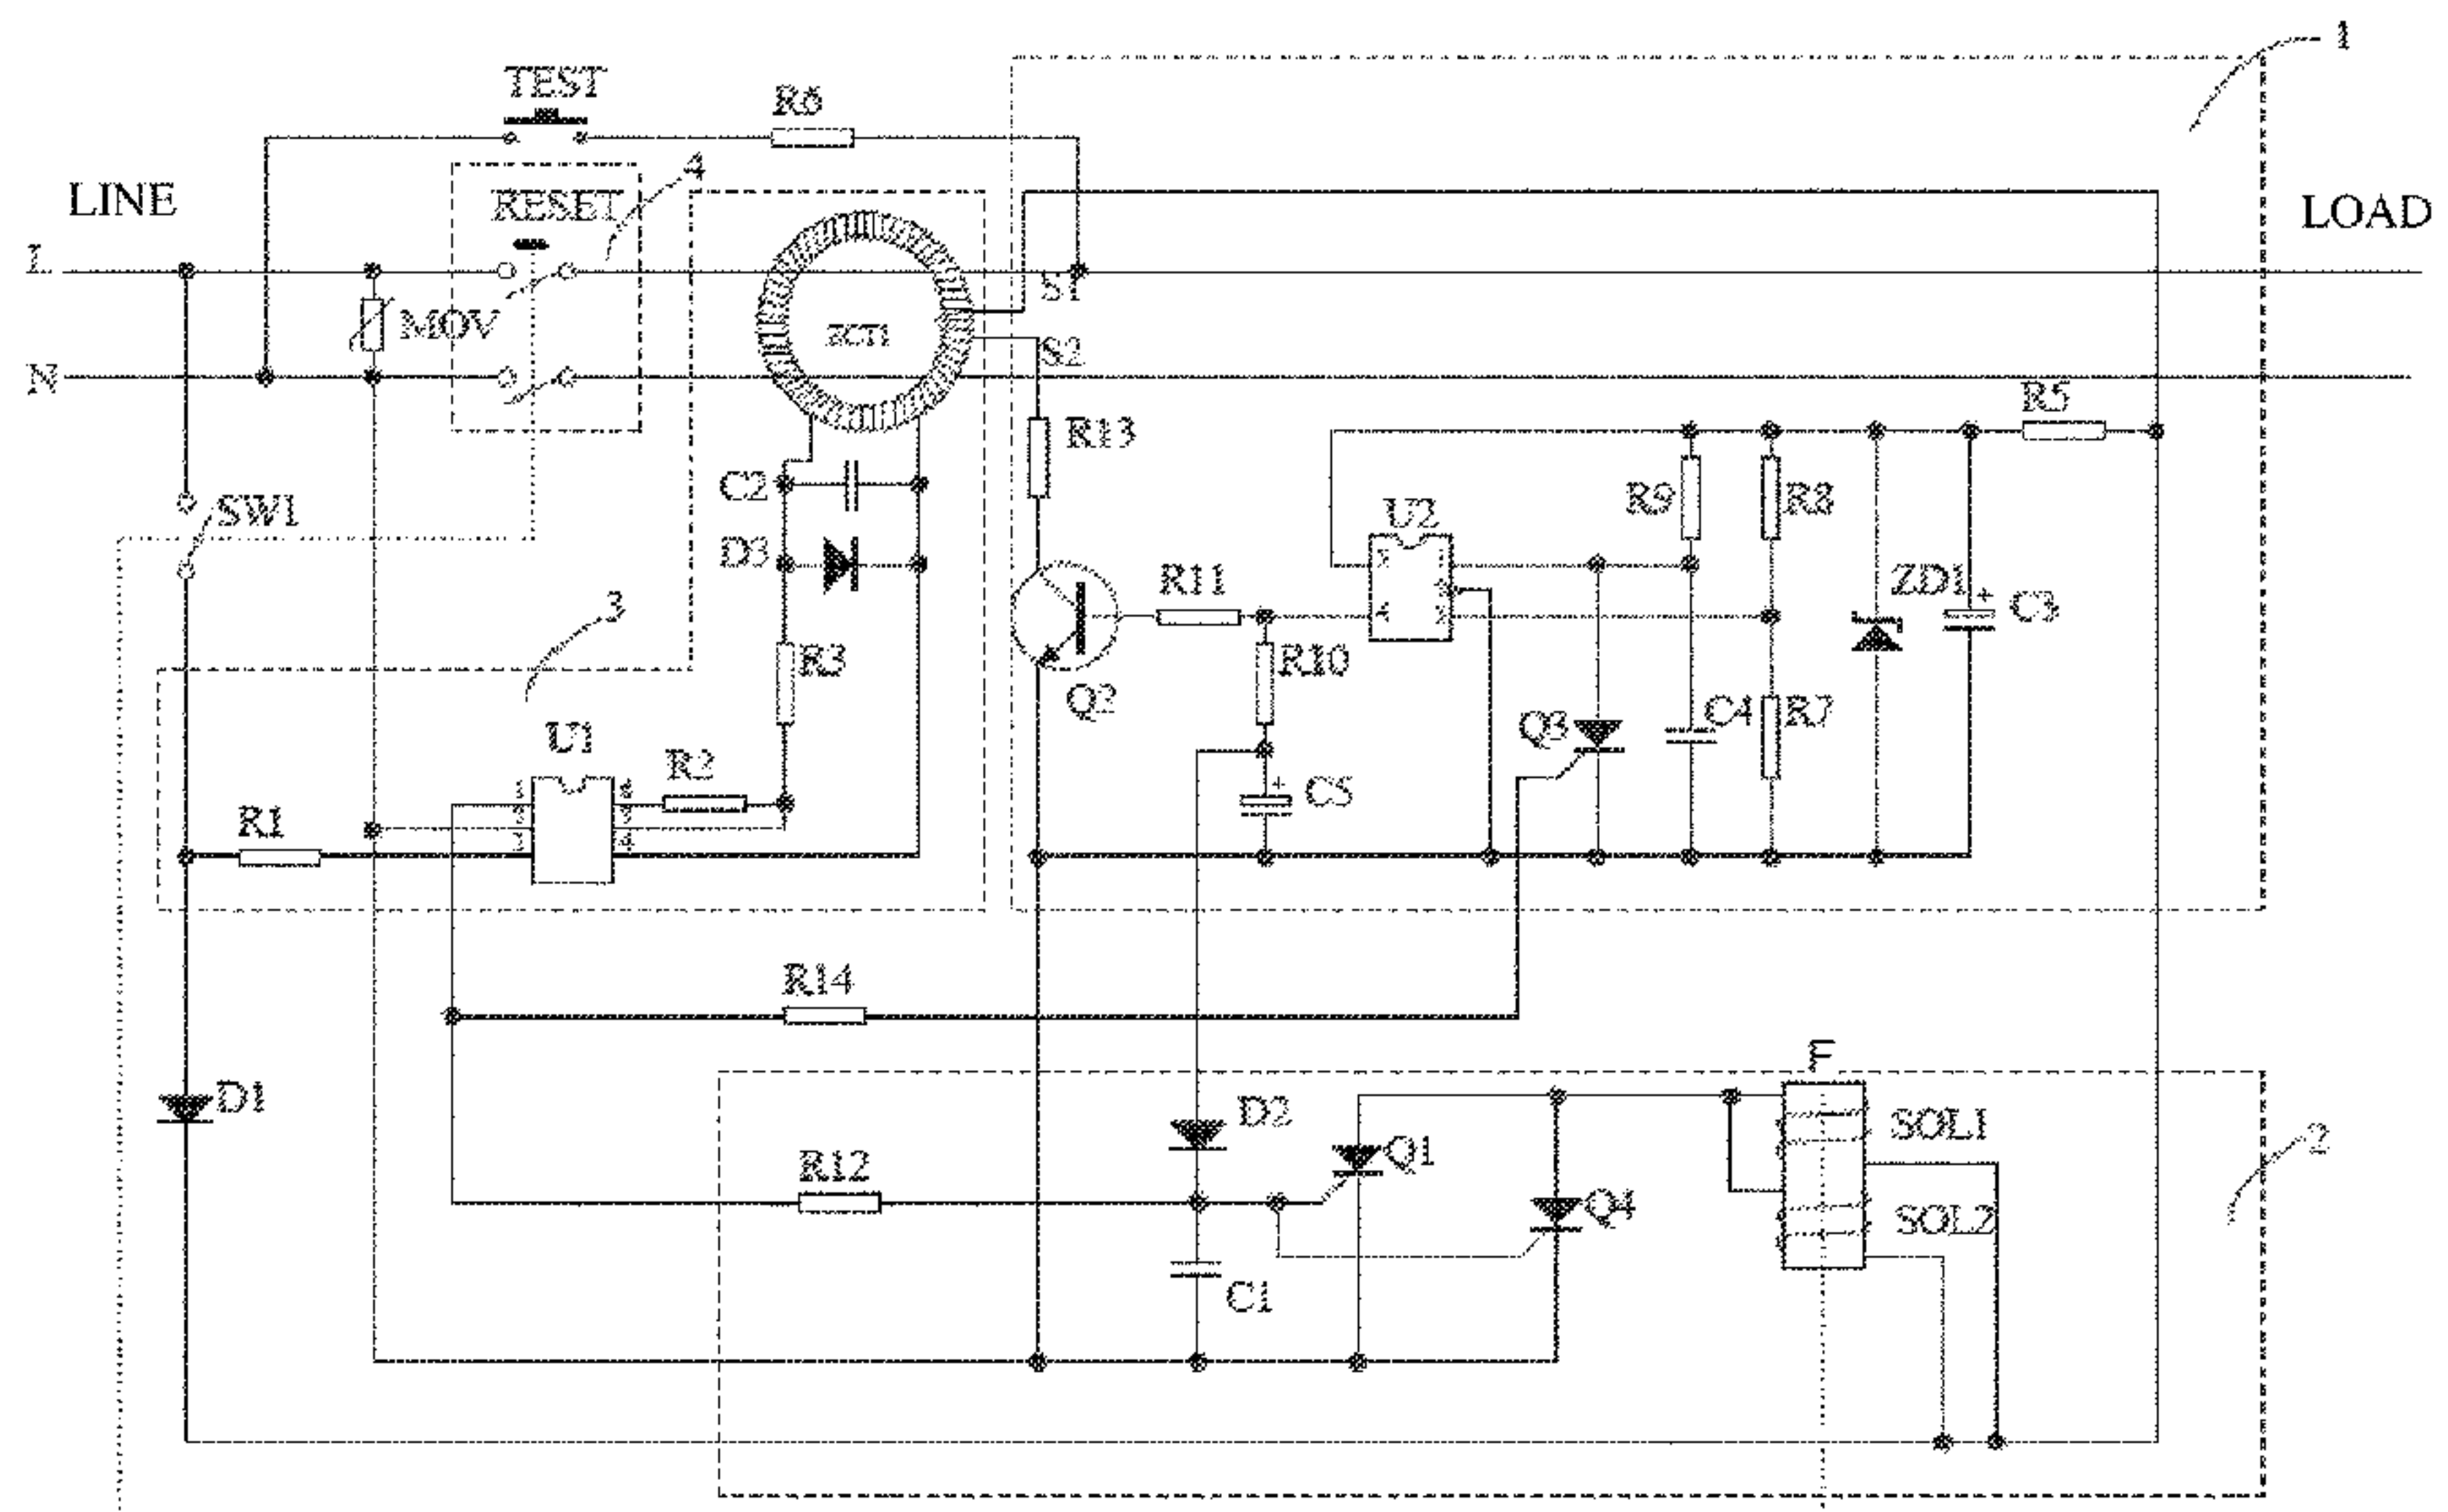 1
TEST
R6
4
LINE
RESET
LOAD
L
S1
MOV
ZCT1
S2
N
R5
R13
C2
R9
R8
U2
SW1
D3
R11
ZD1
+
C3
3
R3
R10
Q2
Q3
C4
R7
U1
R2
+
C5
R1
4
R14
F
D1
D2
SOL1
Q1
2
R12
Q4
SOL2
C1